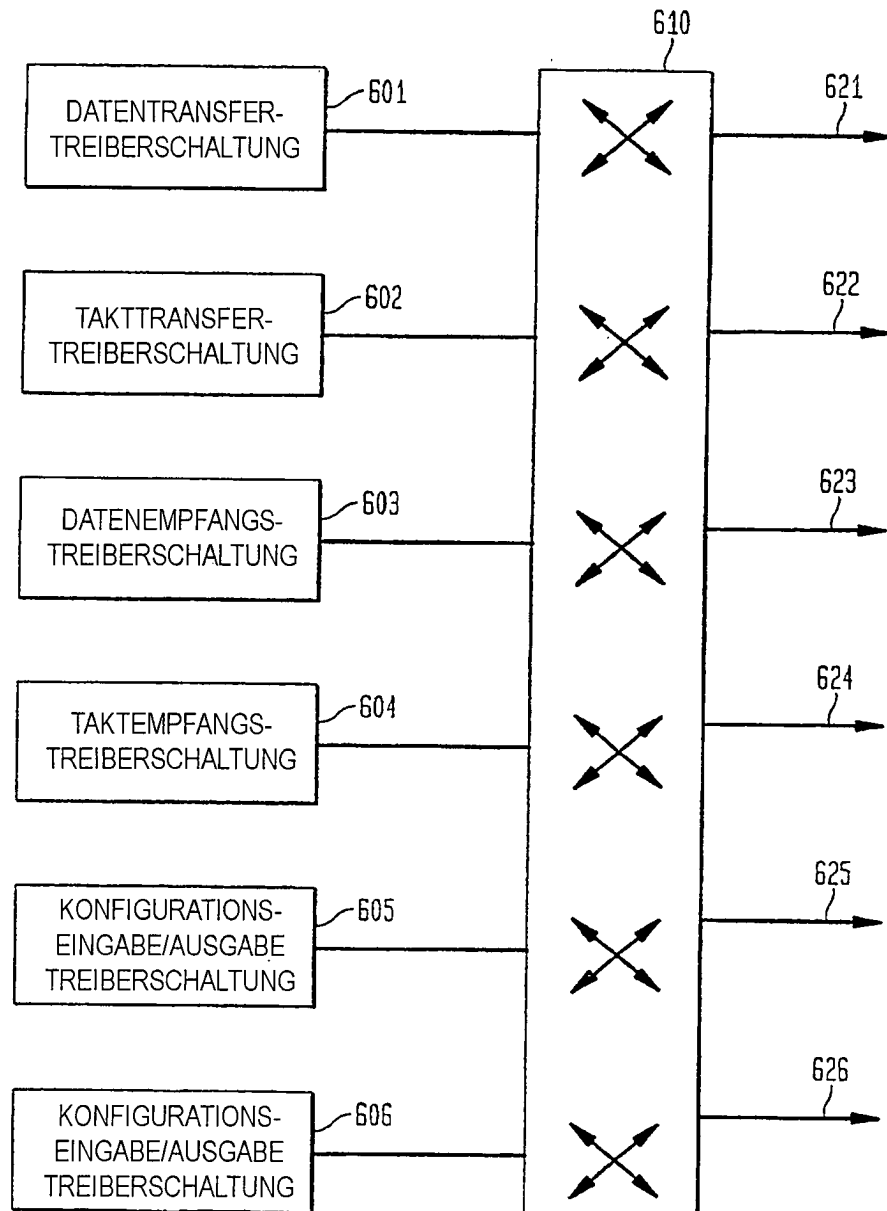 610
DATENTRANSFER-
TREIBERSCHALTUNG
601
621
TAKTTRANSFER-
TREIBERSCHALTUNG
602
622
DATENEMPFANGS-
TREIBERSCHALTUNG
603
623
TAKTEMPFANGS-
TREIBERSCHALTUNG
604
624
KONFIGURATIONS-
EINGABE/AUSGABE
TREIBERSCHALTUNG
605
625
KONFIGURATIONS-
EINGABE/AUSGABE
TREIBERSCHALTUNG
606
626